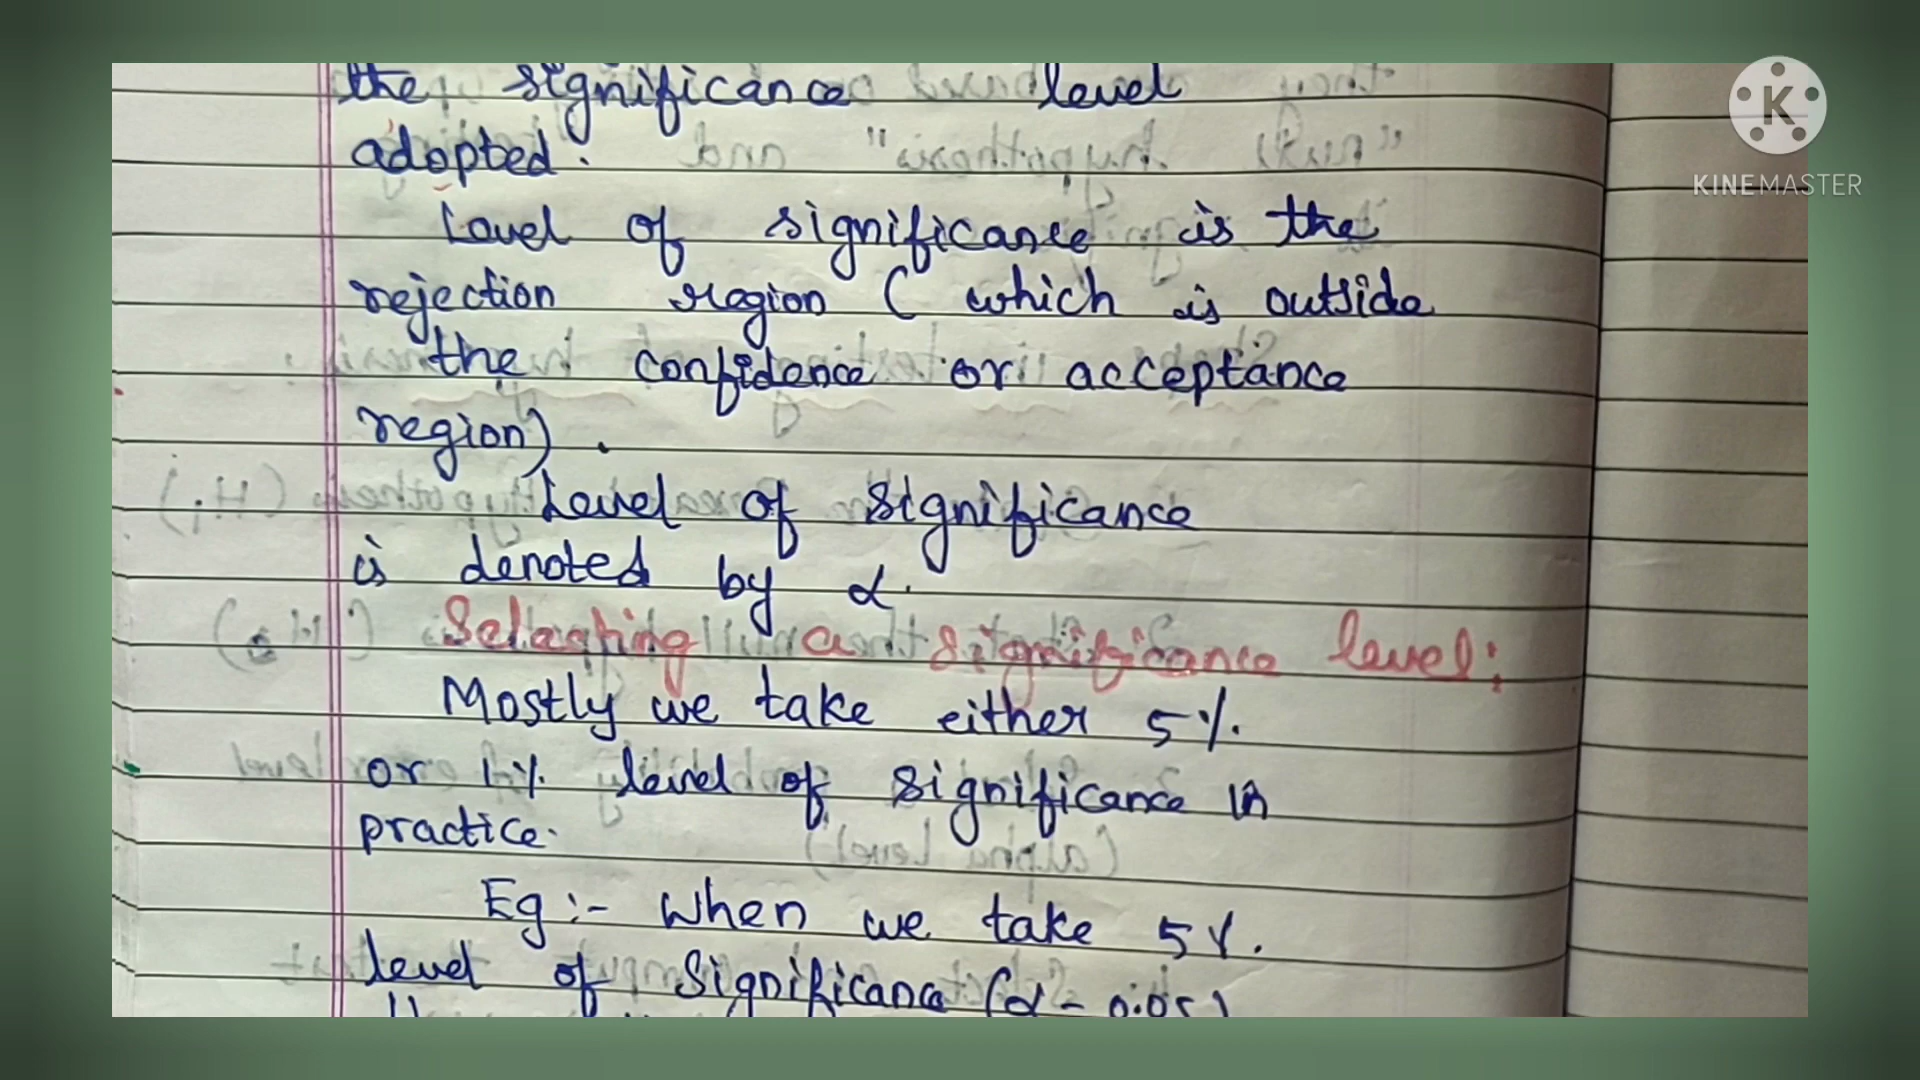 the significance level
adopted.
Level of significance is the
rejection region ( which is outside
the confidence or acceptance
region) .
Level of significance
is denoted by α.
Selecting a significance level:
Mostly we take either 5%.
or 1% level of significance in
practice.
Eg :- When we take 5%.
level of significance (α = 0.05)
K
KINEMASTER